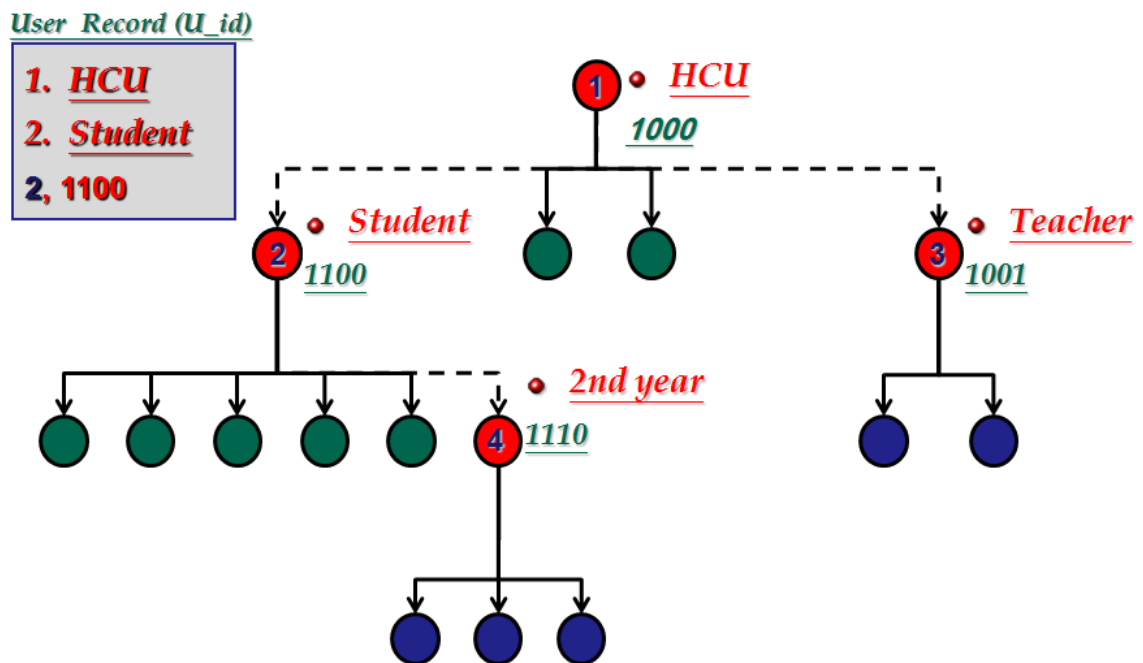 User Record (U_id)
1. HCU
2. Student
2, 1100
1
HCU
1000
2
Student
1100
3
Teacher
1001
2nd year
4
1110